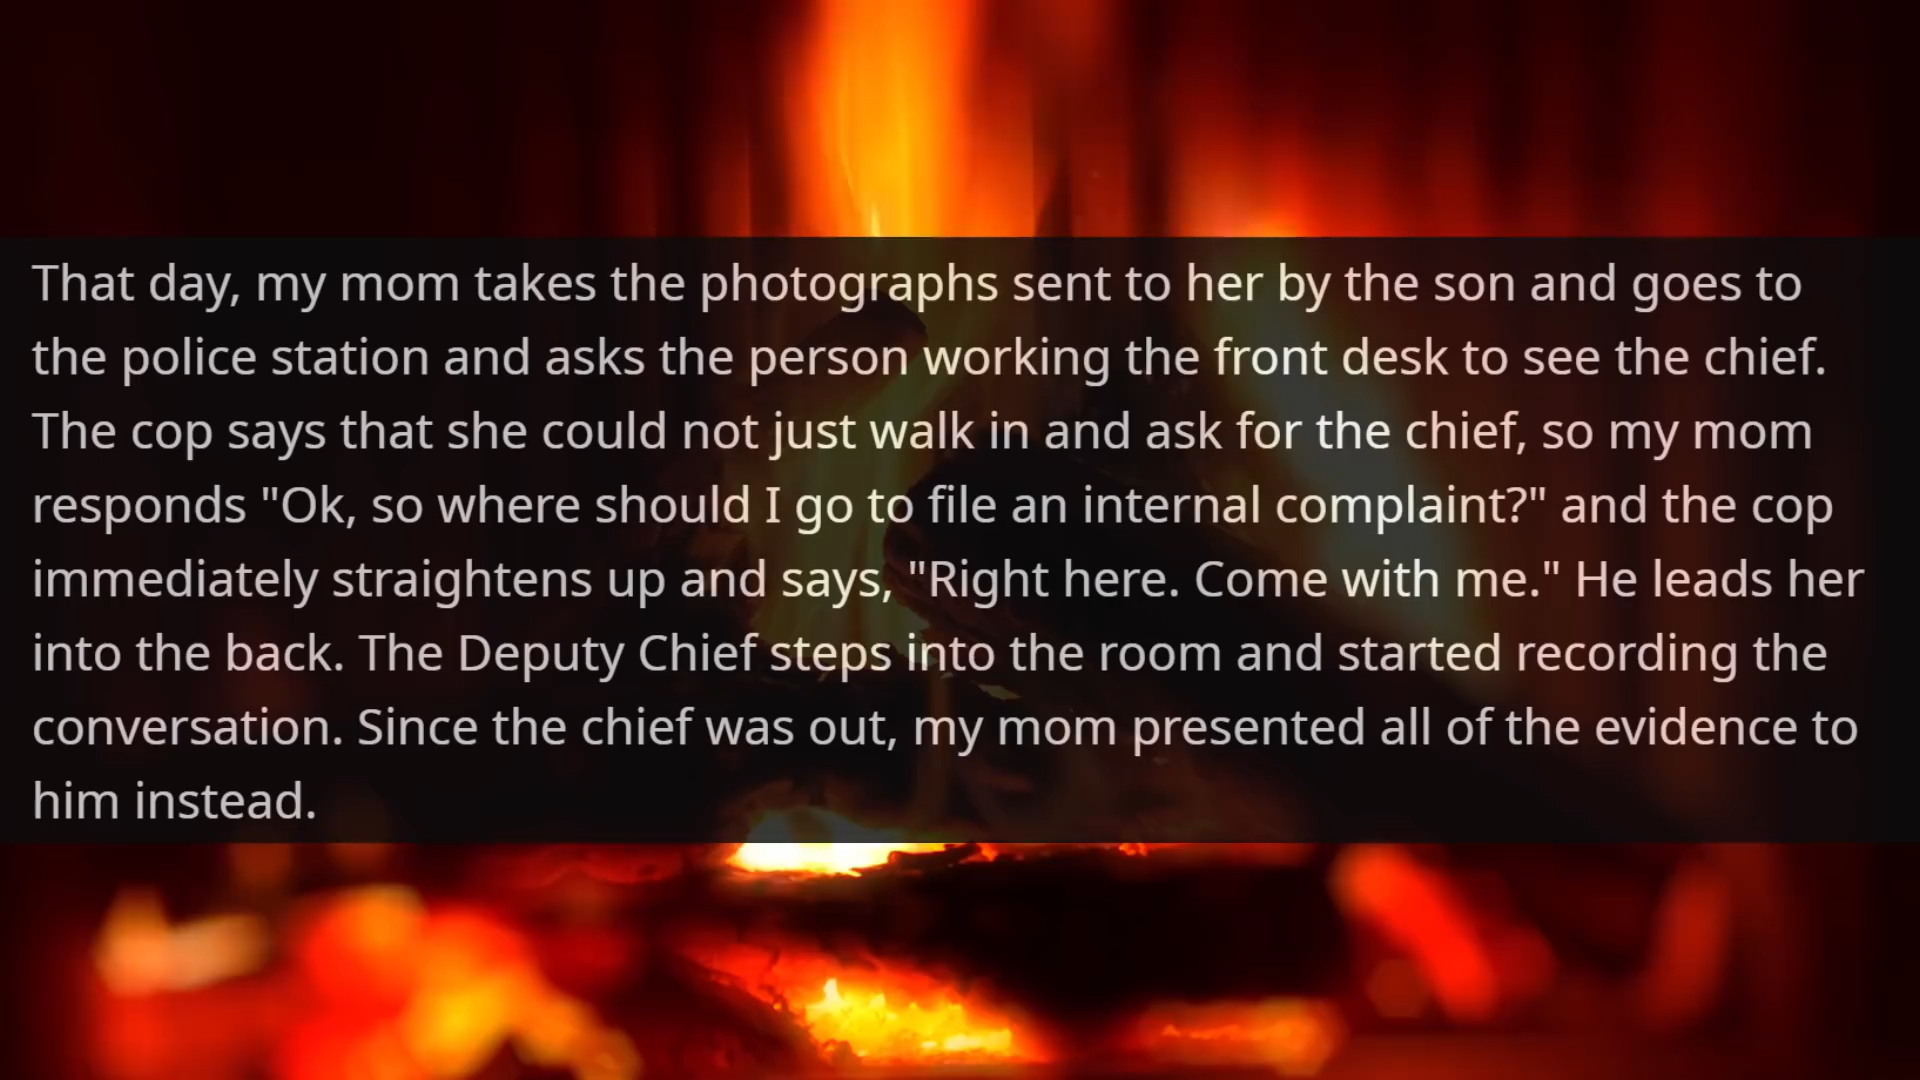 That day, my mom takes the photographs sent to her by the son and goes to
the police station and asks the person working the front desk to see the chief.
The cop says that she could not just walk in and ask for the chief, so my mom
responds "Ok, so where should I go to file an internal complaint?" and the cop
immediately straightens up and says, "Right here. Come with me." He leads her
into the back. The Deputy Chief steps into the room and started recording the
conversation. Since the chief was out, my mom presented all of the evidence to
him instead.